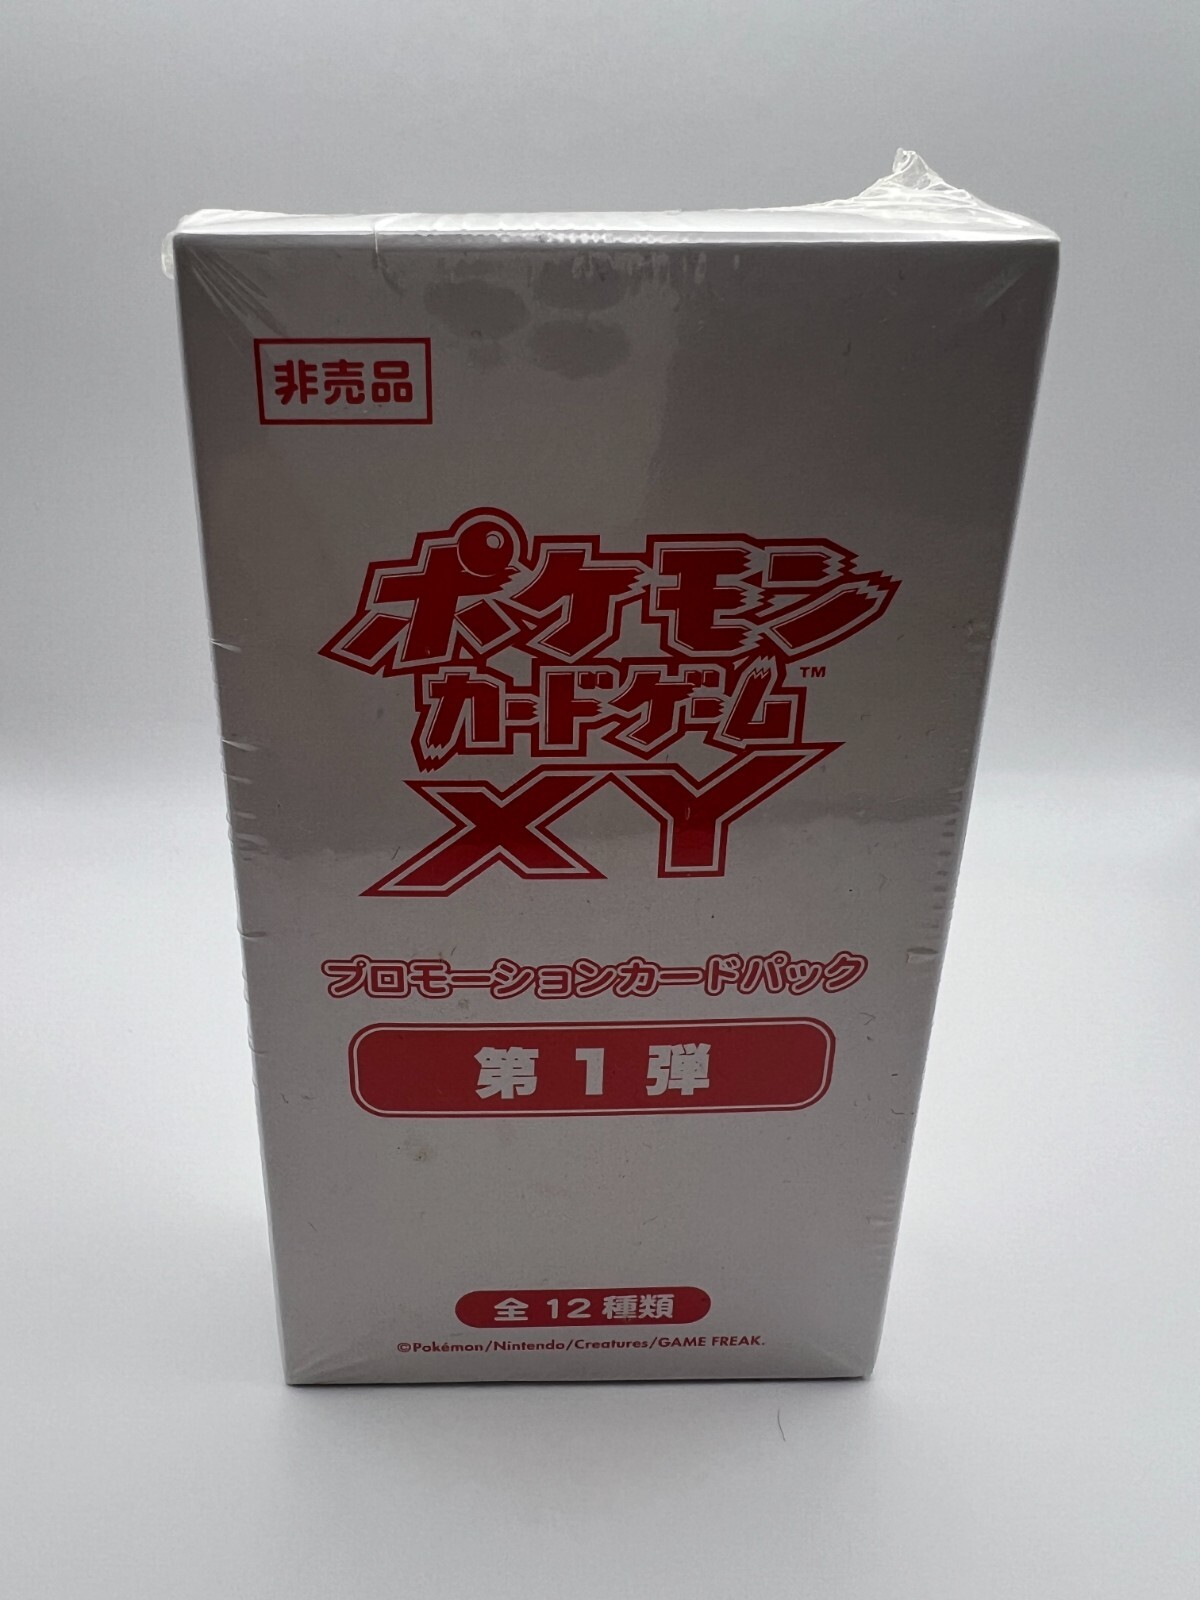 非売品
ポケモン
カードゲーム™
XY
プロモーションカードパック
第1弾
全12種類
©Pokémon/Nintendo/Creatures/GAME FREAK.